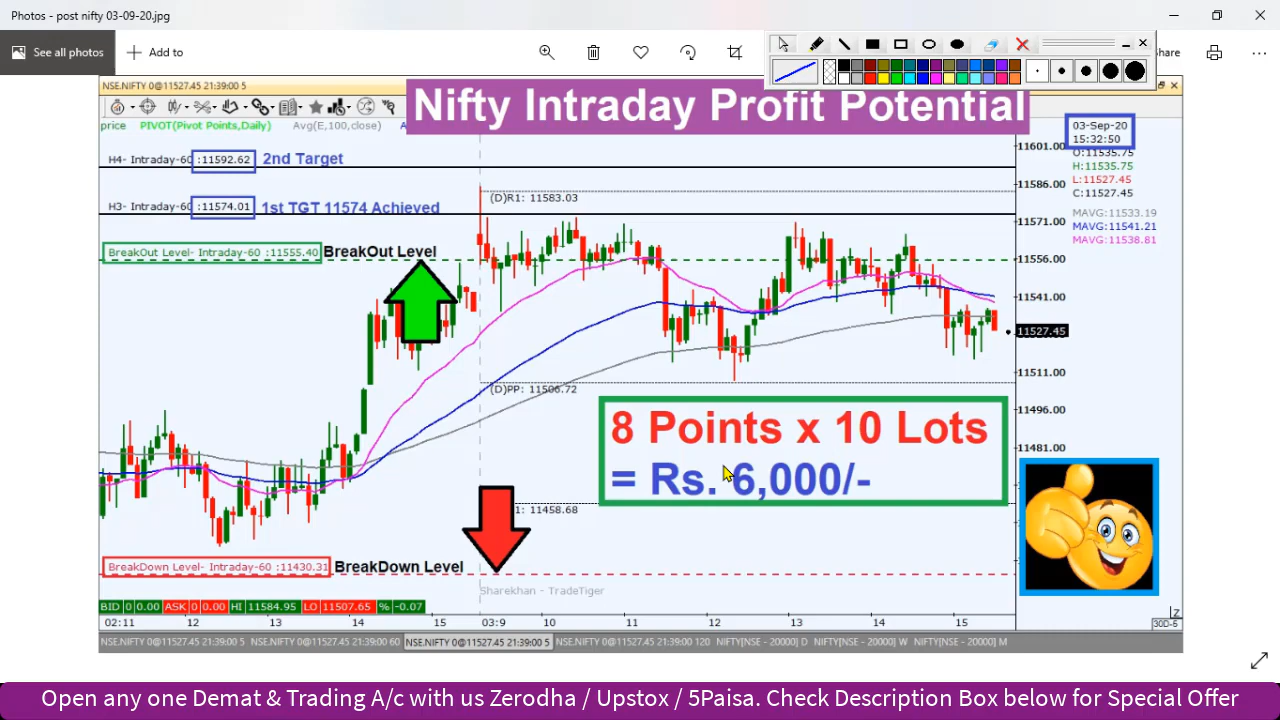 Photos - post nifty 03-09-20.jpg
See all photos
Add to
NSE.NIFTY 0@11527.45 21:39:00 5
Nifty Intraday Profit Potential
price PIVOT(Pivot Points,Daily) Avg(E,100,close)
03-Sep-20
15:32:50
O:11535.75
H:11535.75
L:11527.45
C:11527.45
MAVG:11533.19
MAVG:11541.21
MAVG:11538.81
H4- Intraday-60 :11592.62 2nd Target
(D)R1: 11583.03
H3- Intraday-60 :11574.01 1st TGT 11574 Achieved
BreakOut Level- Intraday-60 :11555.40 BreakOut Level
11601.00
11586.00
11571.00
11556.00
11541.00
11527.45
11511.00
11496.00
11481.00
(D)PP: 11506.72
8 Points x 10 Lots
= Rs. 6,000/-
1: 11458.68
BreakDown Level- Intraday-60 :11430.31 BreakDown Level
Sharekhan - TradeTiger
BID 0 0.00 ASK 0 0.00 HI 11584.95 LO 11507.65 % -0.07
02:11 12 13 14 15 03:9 10 11 12 13 14 15
30D-5
NSE.NIFTY 0@11527.45 21:39:00 5 NSE.NIFTY 0@11527.45 21:39:00 60 NSE.NIFTY 0@11527.45 21:39:00 5 NSE.NIFTY 0@11527.45 21:39:00 120 NIFTY[NSE - 20000] D NIFTY[NSE - 20000] W NIFTY[NSE - 20000] M
Open any one Demat & Trading A/c with us Zerodha / Upstox / 5Paisa. Check Description Box below for Special Offer